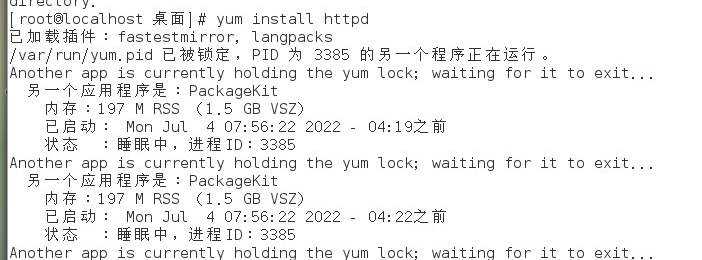 directory.
[root@localhost 桌面]# yum install httpd
已加载插件：fastestmirror, langpacks
/var/run/yum.pid 已被锁定，PID 为 3385 的另一个程序正在运行。
Another app is currently holding the yum lock; waiting for it to exit...
另一个应用程序是：PackageKit
内存：197 M RSS （1.5 GB VSZ）
已启动： Mon Jul  4 07:56:22 2022 - 04:19之前
状态  ：睡眠中，进程ID：3385
Another app is currently holding the yum lock; waiting for it to exit...
另一个应用程序是：PackageKit
内存：197 M RSS （1.5 GB VSZ）
已启动： Mon Jul  4 07:56:22 2022 - 04:22之前
状态  ：睡眠中，进程ID：3385
Another app is currently holding the yum lock; waiting for it to exit...